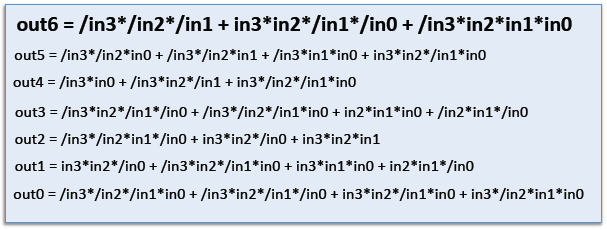 out6 = /in3*/in2*/in1 + in3*in2*/in1*/in0 + /in3*in2*in1*in0
out5 = /in3*/in2*in0 + /in3*/in2*in1 + /in3*in1*in0 + in3*in2*/in1*in0
out4 = /in3*in0 + /in3*in2*/in1 + in3*/in2*/in1*in0
out3 = /in3*in2*/in1*/in0 + /in3*/in2*/in1*in0 + in2*in1*in0 + /in2*in1*/in0
out2 = /in3*/in2*in1*/in0 + in3*in2*/in0 + in3*in2*in1
out1 = in3*in2*/in0 + /in3*in2*/in1*in0 + in3*in1*in0 + in2*in1*/in0
out0 = /in3*/in2*/in1*in0 + /in3*in2*/in1*/in0 + in3*in2*/in1*in0 + in3*/in2*in1*in0